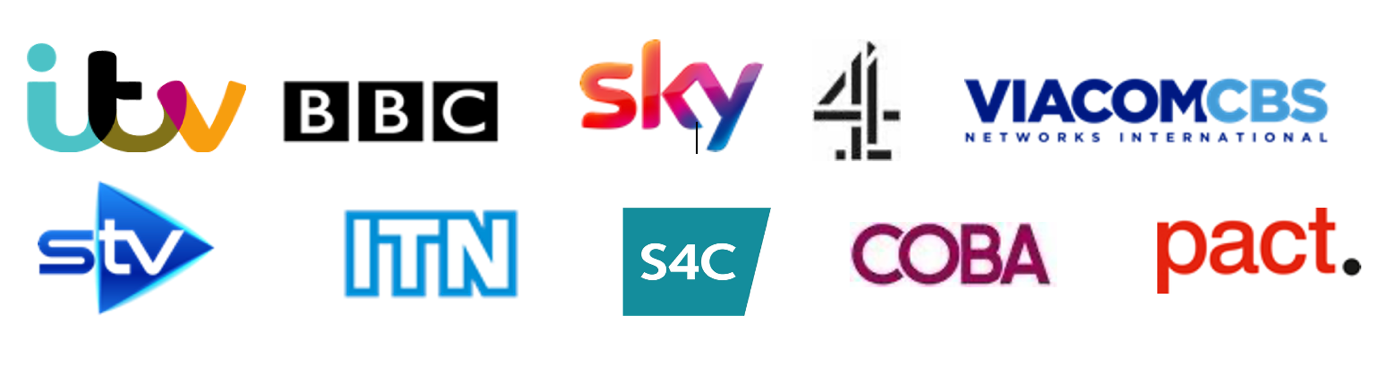 itv BBC sky 4 VIACOMCBS
NETWORKS INTERNATIONAL
stv ITN S4C COBA pact.